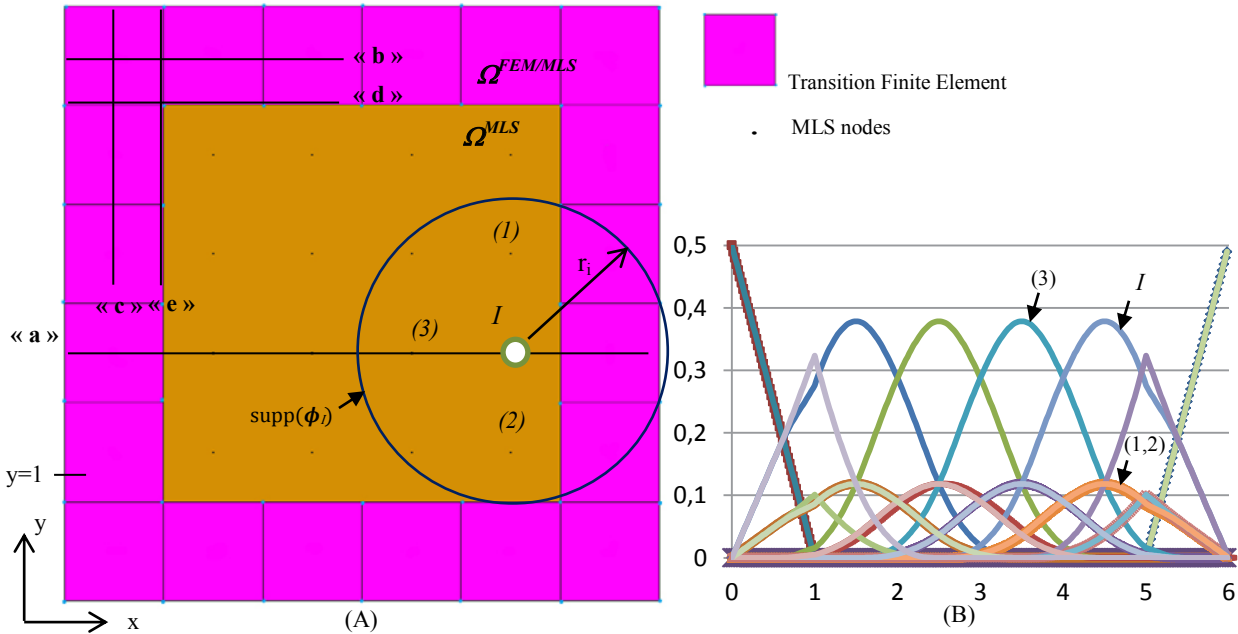 « b »
Ω^FEM/MLS
« d »
Ω^MLS
(1)
r_i
« c » « e »
« a »
(3)
I
supp(ϕ_I)
(2)
y=1
y
x
(A)
Transition Finite Element
MLS nodes
0,5
0,4
0,3
0,2
0,1
0
(3)
I
(1,2)
0 1 2 3 4 5 6
(B)